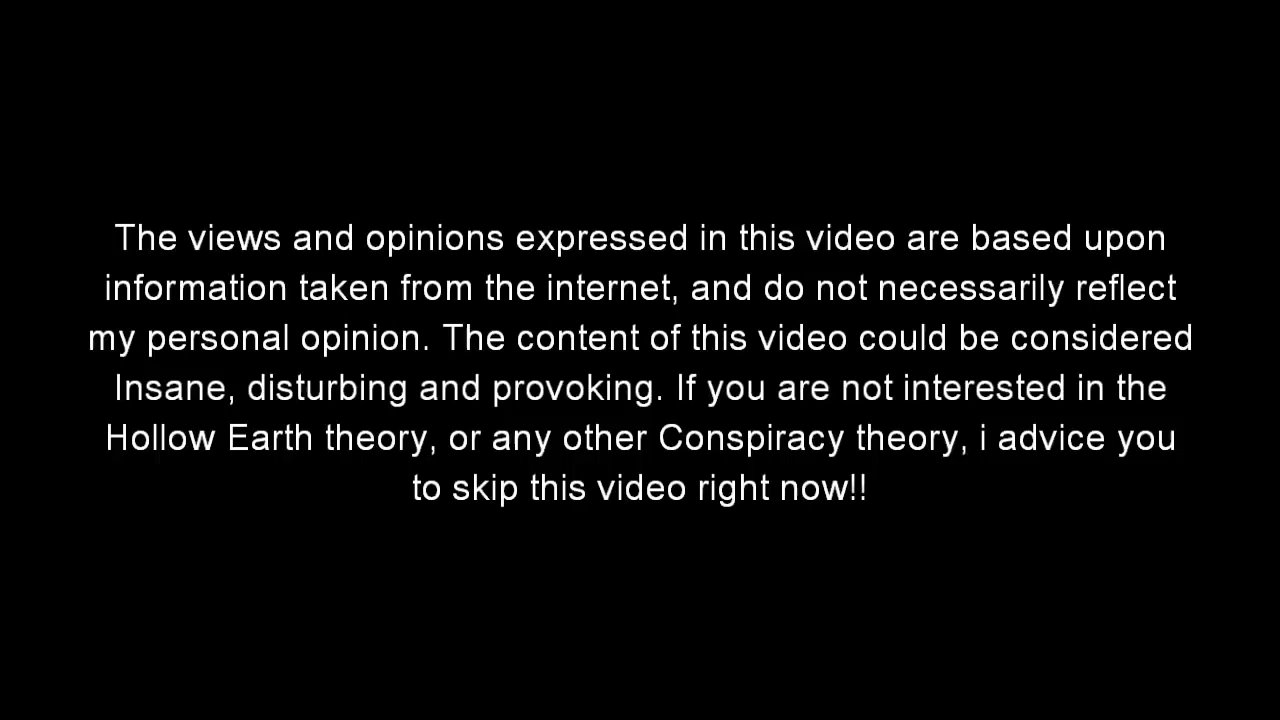 The views and opinions expressed in this video are based upon
information taken from the internet, and do not necessarily reflect
my personal opinion. The content of this video could be considered
Insane, disturbing and provoking. If you are not interested in the
Hollow Earth theory, or any other Conspiracy theory, i advice you
to skip this video right now!!